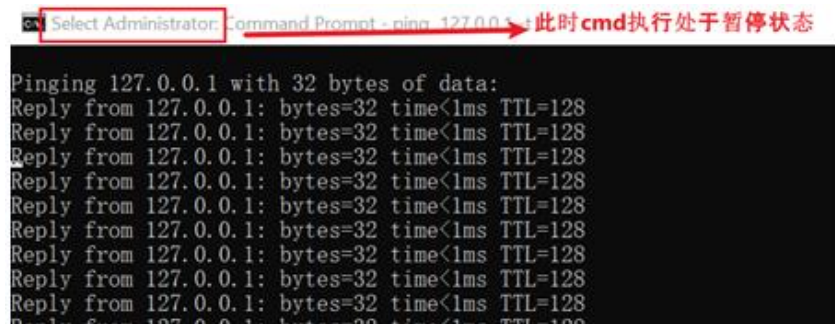 Select Administrator: Command Prompt - ping 127.0.0.1 -t 此时cmd执行处于暂停状态
Pinging 127.0.0.1 with 32 bytes of data:
Reply from 127.0.0.1: bytes=32 time<1ms TTL=128
Reply from 127.0.0.1: bytes=32 time<1ms TTL=128
Reply from 127.0.0.1: bytes=32 time<1ms TTL=128
Reply from 127.0.0.1: bytes=32 time<1ms TTL=128
Reply from 127.0.0.1: bytes=32 time<1ms TTL=128
Reply from 127.0.0.1: bytes=32 time<1ms TTL=128
Reply from 127.0.0.1: bytes=32 time<1ms TTL=128
Reply from 127.0.0.1: bytes=32 time<1ms TTL=128
Reply from 127.0.0.1: bytes=32 time<1ms TTL=128